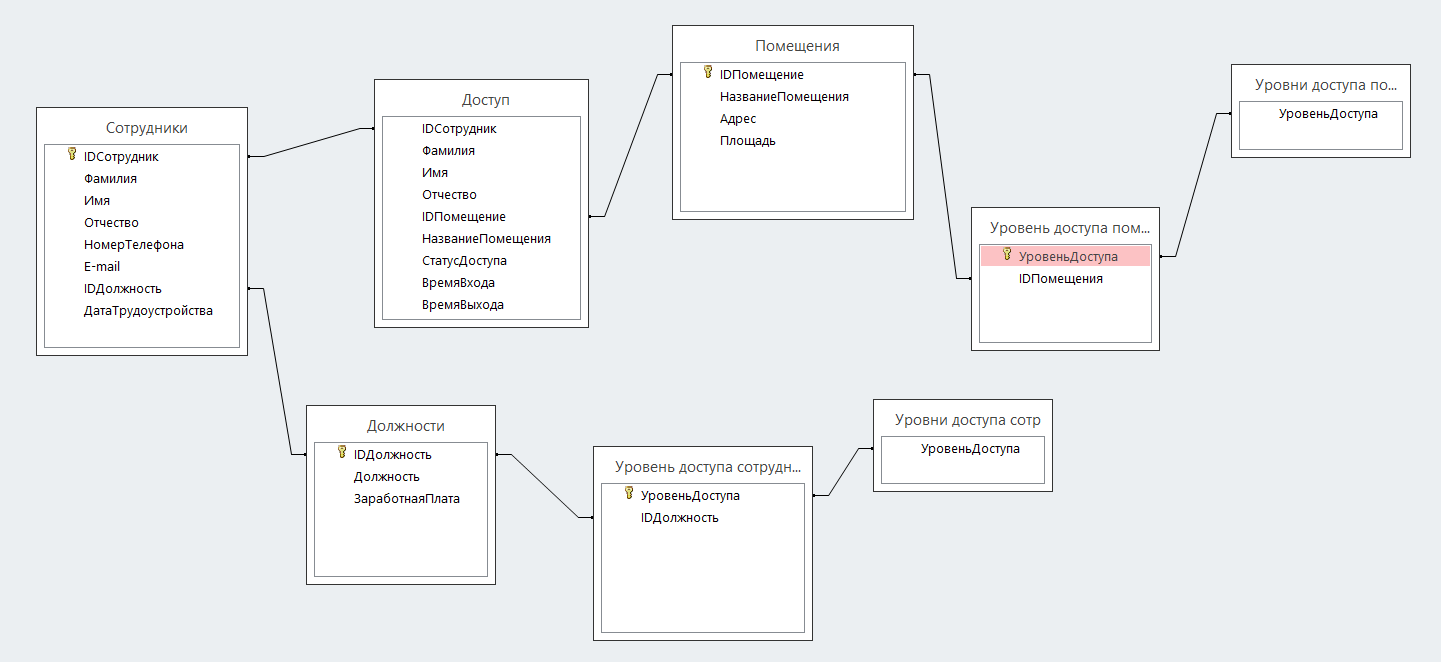 Сотрудники
IDСотрудник
Фамилия
Имя
Отчество
НомерТелефона
E-mail
IDДолжность
ДатаТрудоустройства
Доступ
IDСотрудник
Фамилия
Имя
Отчество
IDПомещение
НазваниеПомещения
СтатусДоступа
ВремяВхода
ВремяВыхода
Помещения
IDПомещение
НазваниеПомещения
Адрес
Площадь
Уровни доступа по...
УровеньДоступа
Уровень доступа пом...
УровеньДоступа
IDПомещения
Должности
IDДолжность
Должность
ЗаработнаяПлата
Уровень доступа сотрудн...
УровеньДоступа
IDДолжность
Уровни доступа сотр
УровеньДоступа